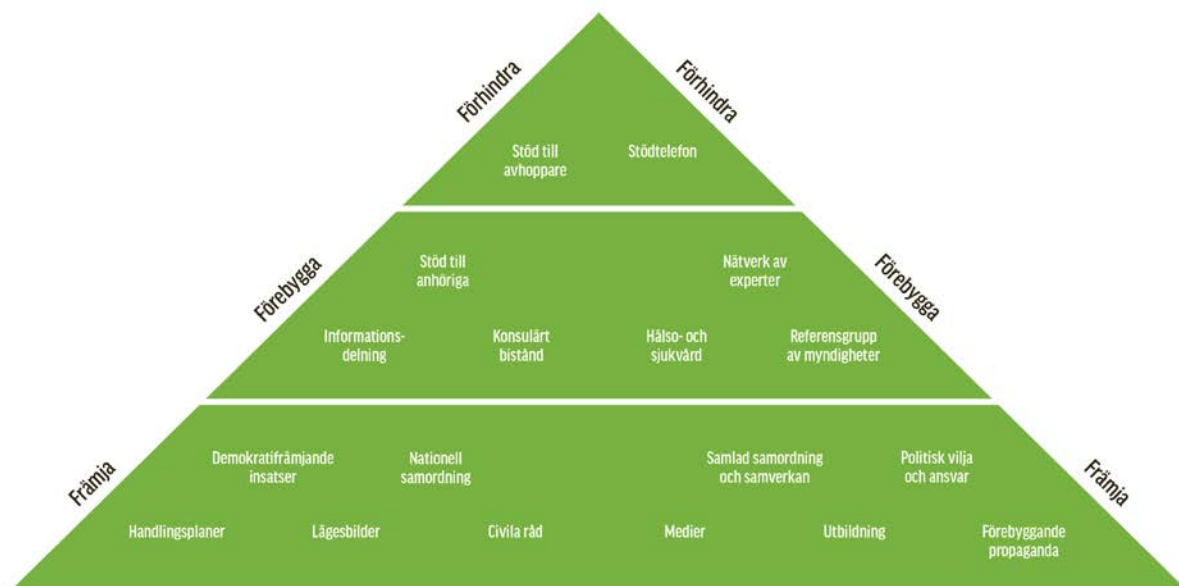 Förhindra
Förhindra
Stöd till
avhoppare
Stödtelefon
Förebygga
Förebygga
Stöd till
anhöriga
Nätverk av
experter
Informations-
delning
Konsulärt
bistånd
Hälso- och
sjukvård
Referensgrupp
av myndigheter
Främja
Främja
Demokratifrämjande
insatser
Nationell
samordning
Samlad samordning
och samverkan
Politisk vilja
och ansvar
Handlingsplaner
Lägesbilder
Civila råd
Medier
Utbildning
Förebyggande
propaganda